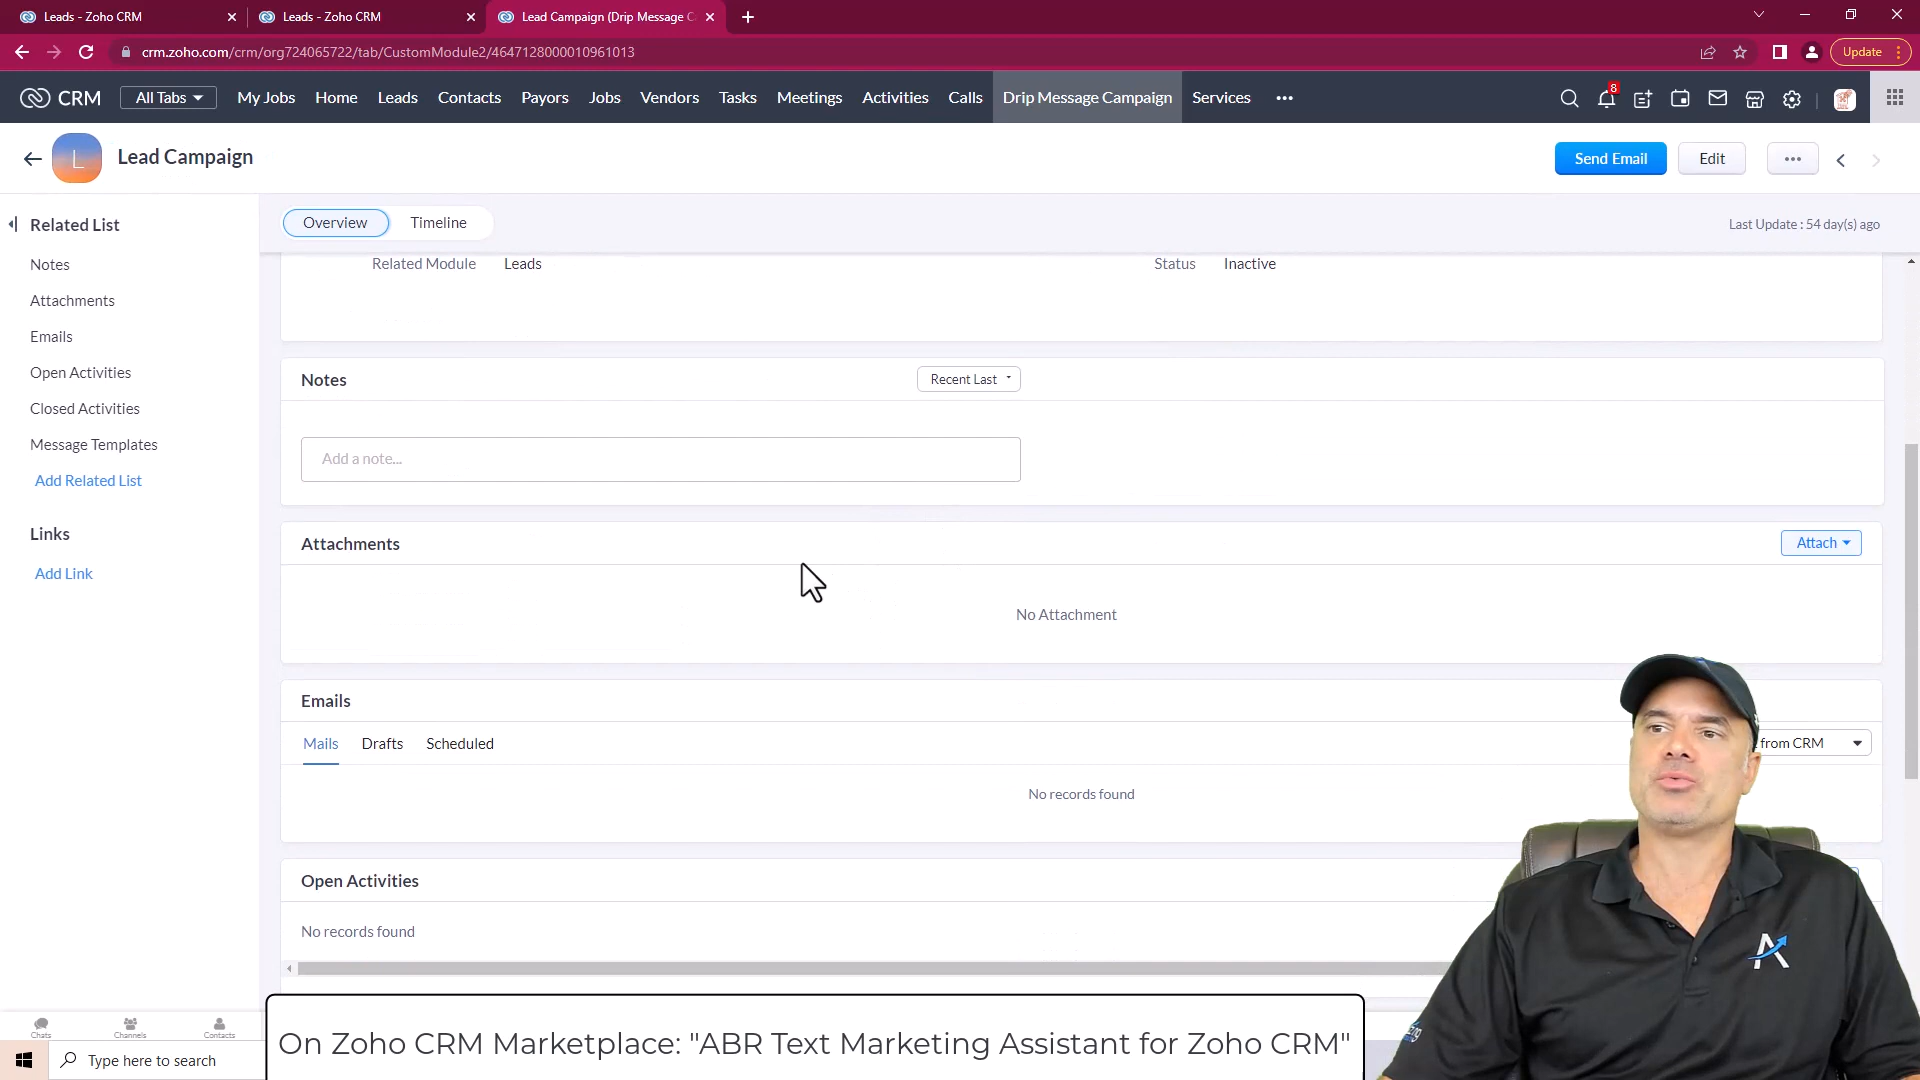 Leads - Zoho CRM
Leads - Zoho CRM
Lead Campaign (Drip Message C
crm.zoho.com/crm/org724065722/tab/CustomModule2/4647128000010961013
Update
CRM
All Tabs
My Jobs
Home
Leads
Contacts
Payors
Jobs
Vendors
Tasks
Meetings
Activities
Calls
Drip Message Campaign
Services
8
L
Lead Campaign
Send Email
Edit
Related List
Overview
Timeline
Last Update : 54 day(s) ago
Notes
Attachments
Emails
Open Activities
Closed Activities
Message Templates
Add Related List
Links
Add Link
Related Module
Leads
Status
Inactive
Notes
Recent Last
Add a note...
Attachments
Attach
No Attachment
Emails
Mails
Drafts
Scheduled
from CRM
No records found
Open Activities
No records found
Chats
Channels
Contacts
Type here to search
On Zoho CRM Marketplace: "ABR Text Marketing Assistant for Zoho CRM"